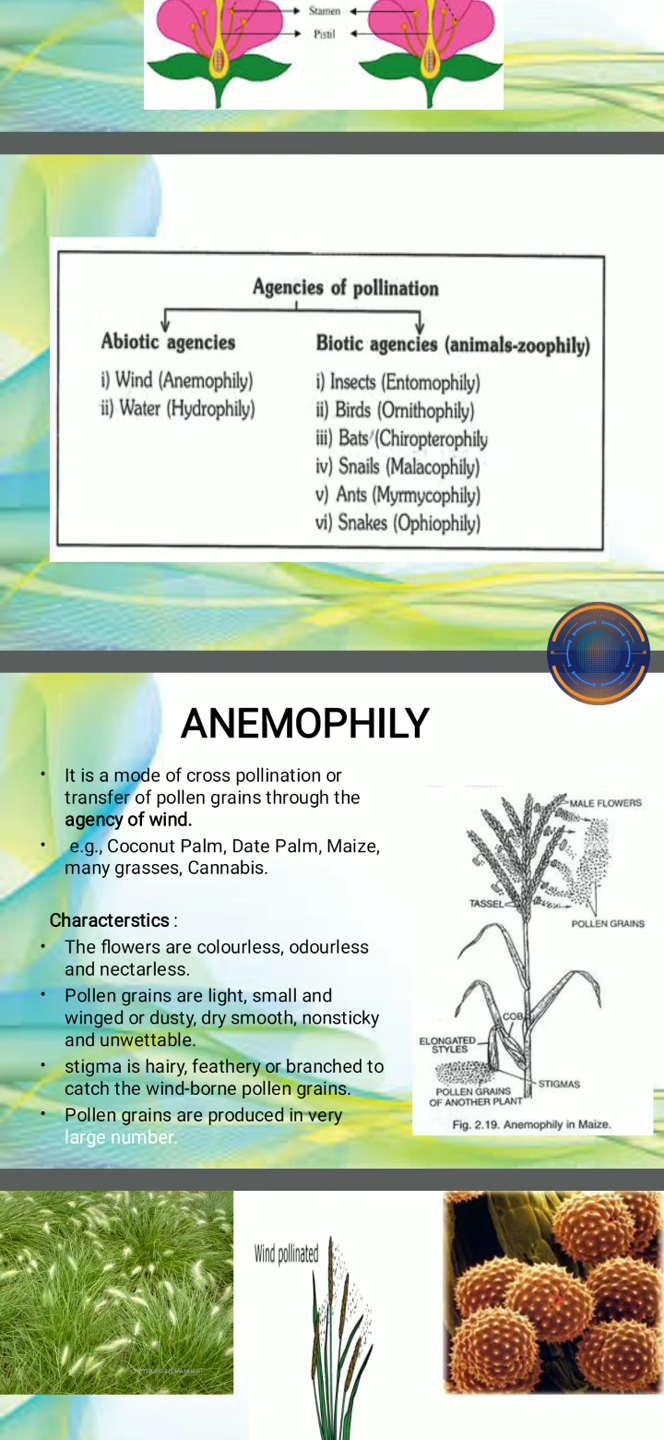 Stamen
Pistil
Agencies of pollination
Abiotic agencies
i) Wind (Anemophily)
ii) Water (Hydrophily)
Biotic agencies (animals-zoophily)
i) Insects (Entomophily)
ii) Birds (Ornithophily)
iii) Bats (Chiropterophily
iv) Snails (Malacophily)
v) Ants (Myrmycophily)
vi) Snakes (Ophiophily)
ANEMOPHILY
• It is a mode of cross pollination or
transfer of pollen grains through the
agency of wind.
• e.g., Coconut Palm, Date Palm, Maize,
many grasses, Cannabis.
Characterstics :
• The flowers are colourless, odourless
and nectarless.
• Pollen grains are light, small and
winged or dusty, dry smooth, nonsticky
and unwettable.
• stigma is hairy, feathery or branched to
catch the wind-borne pollen grains.
• Pollen grains are produced in very
large number.
MALE FLOWERS
TASSEL
POLLEN GRAINS
COB
ELONGATED
STYLES
STIGMAS
POLLEN GRAINS
OF ANOTHER PLANT
Fig. 2.19. Anemophily in Maize.
Wind pollinated